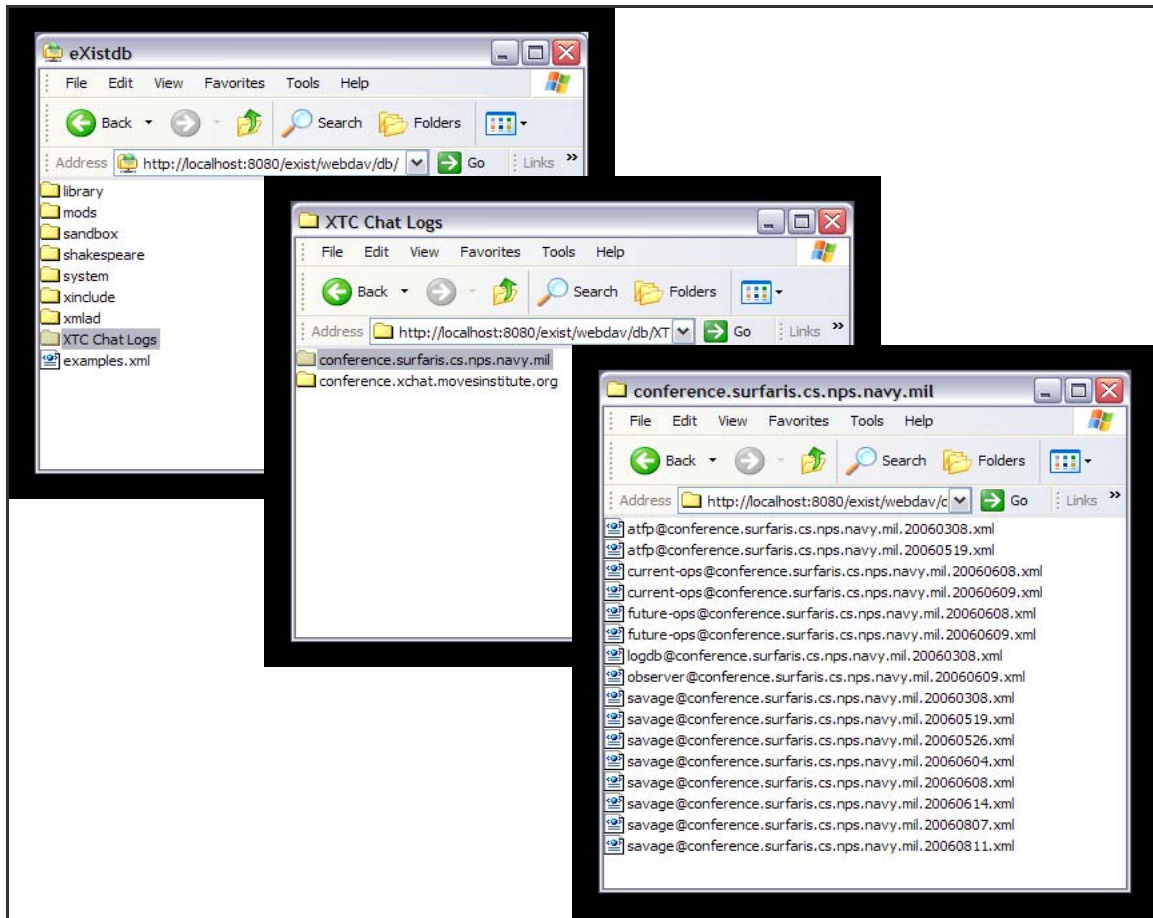 eXistdb
File Edit View Favorites Tools Help
Back Search Folders
Address http://localhost:8080/exist/webdav/db/ Go Links »
library
mods
sandbox
shakespeare
system
xinclude
xmlad
XTC Chat Logs
examples.xml
XTC Chat Logs
File Edit View Favorites Tools Help
Back Search Folders
Address http://localhost:8080/exist/webdav/db/XT Go Links »
conference.surfaris.cs.nps.navy.mil
conference.xchat.movesinstitute.org
conference.surfaris.cs.nps.navy.mil
File Edit View Favorites Tools Help
Back Search Folders
Address http://localhost:8080/exist/webdav/c Go Links »
atfp@conference.surfaris.cs.nps.navy.mil.20060308.xml
atfp@conference.surfaris.cs.nps.navy.mil.20060519.xml
current-ops@conference.surfaris.cs.nps.navy.mil.20060608.xml
current-ops@conference.surfaris.cs.nps.navy.mil.20060609.xml
future-ops@conference.surfaris.cs.nps.navy.mil.20060608.xml
future-ops@conference.surfaris.cs.nps.navy.mil.20060609.xml
logdb@conference.surfaris.cs.nps.navy.mil.20060308.xml
observer@conference.surfaris.cs.nps.navy.mil.20060609.xml
savage@conference.surfaris.cs.nps.navy.mil.20060308.xml
savage@conference.surfaris.cs.nps.navy.mil.20060519.xml
savage@conference.surfaris.cs.nps.navy.mil.20060526.xml
savage@conference.surfaris.cs.nps.navy.mil.20060604.xml
savage@conference.surfaris.cs.nps.navy.mil.20060608.xml
savage@conference.surfaris.cs.nps.navy.mil.20060614.xml
savage@conference.surfaris.cs.nps.navy.mil.20060807.xml
savage@conference.surfaris.cs.nps.navy.mil.20060811.xml